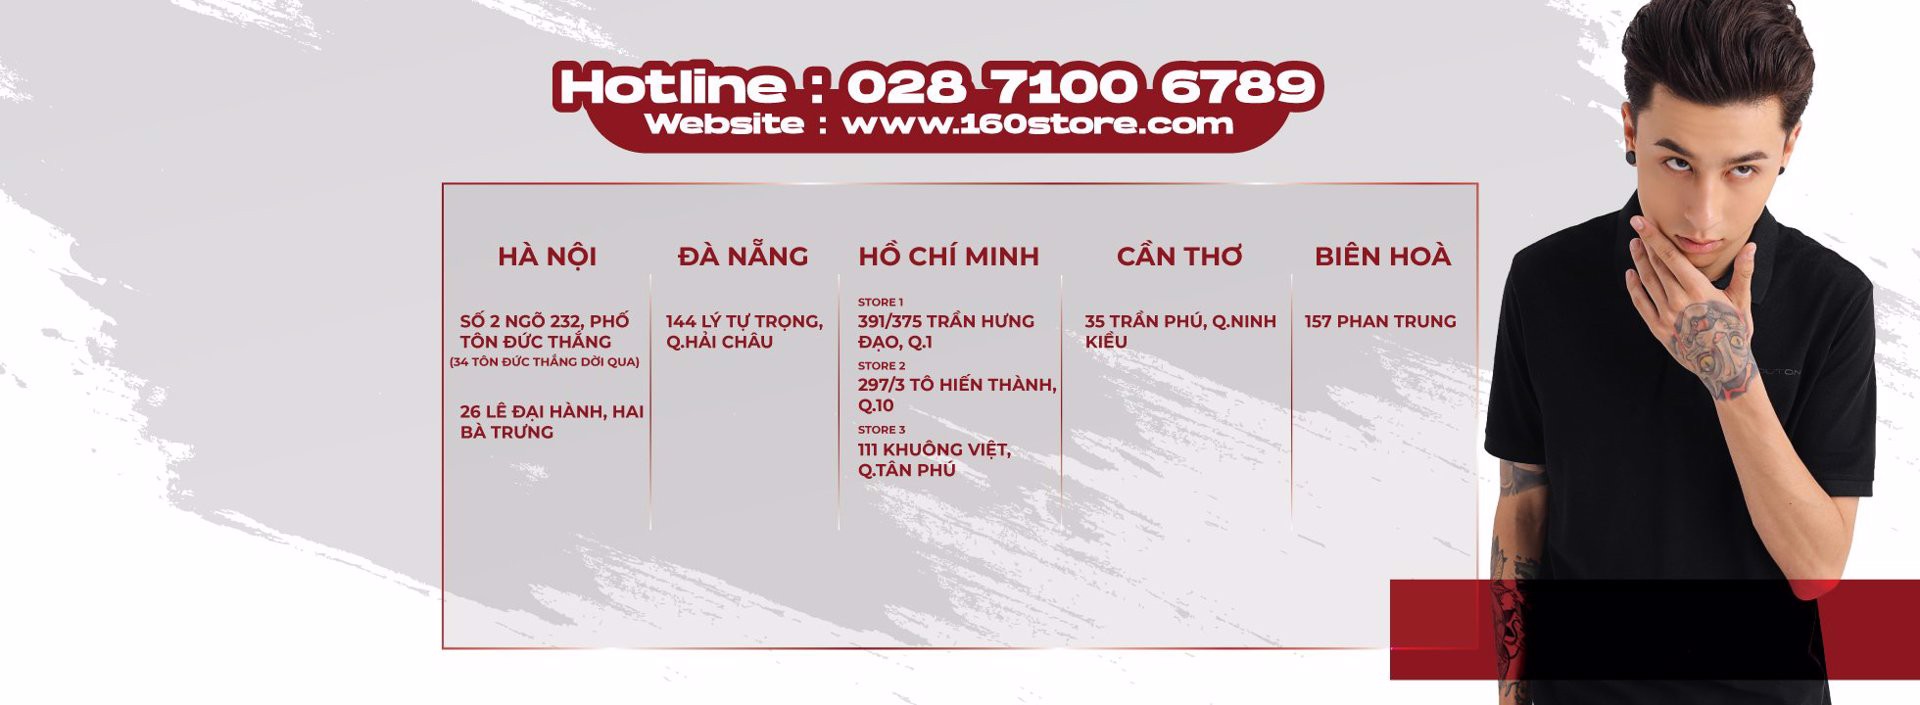 Hotline : 028 7100 6789
Website : www.160store.com
HÀ NỘI
SỐ 2 NGÕ 232, PHỐ
TÔN ĐỨC THẮNG
(34 TÔN ĐỨC THẮNG DỜI QUA)
26 LÊ ĐẠI HÀNH, HAI
BÀ TRƯNG
ĐÀ NẴNG
144 LÝ TỰ TRỌNG,
Q.HẢI CHÂU
HỒ CHÍ MINH
STORE 1
391/375 TRẦN HƯNG
ĐẠO, Q.1
STORE 2
297/3 TÔ HIẾN THÀNH,
Q.10
STORE 3
111 KHUÔNG VIỆT,
Q.TÂN PHÚ
CẦN THƠ
35 TRẦN PHÚ, Q.NINH
KIỀU
BIÊN HOÀ
157 PHAN TRUNG